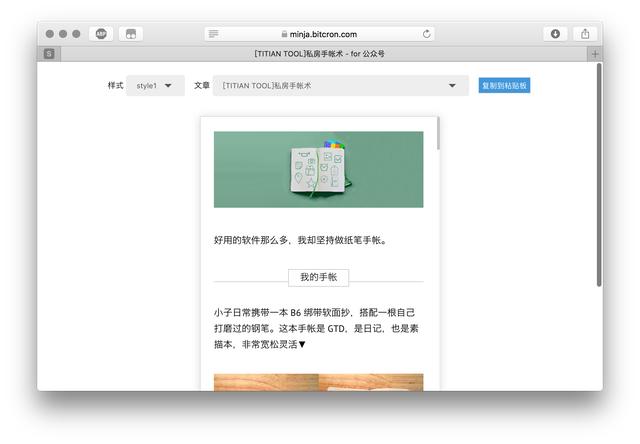 ABP
minja.bitcron.com
S
[TITIAN TOOL]私房手帐术 - for 公众号
样式
style1
文章
[TITIAN TOOL]私房手帐术
复制到粘贴板
好用的软件那么多，我却坚持做纸笔手帐。
我的手帐
小子日常携带一本 B6 绑带软面抄，搭配一根自己
打磨过的钢笔。这本手帐是 GTD，是日记，也是素
描本，非常宽松灵活▼